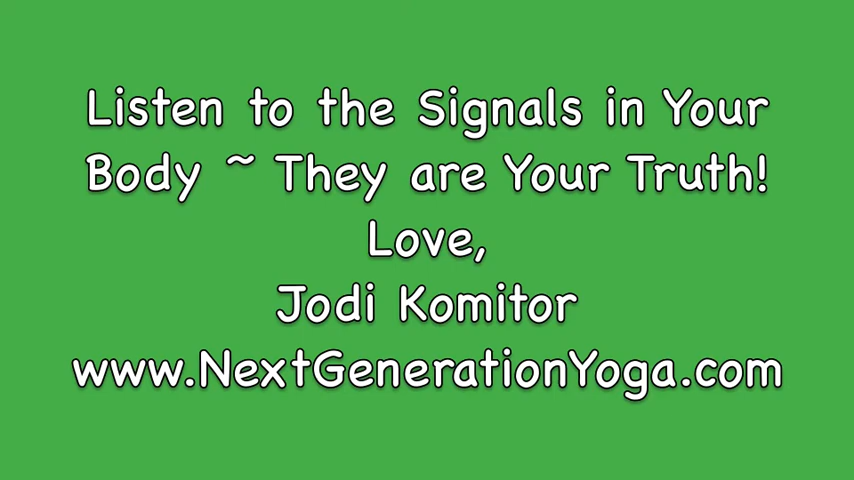 Listen to the Signals in Your
Body ~ They are Your Truth!
Love,
Jodi Komitor
www.NextGenerationYoga.com